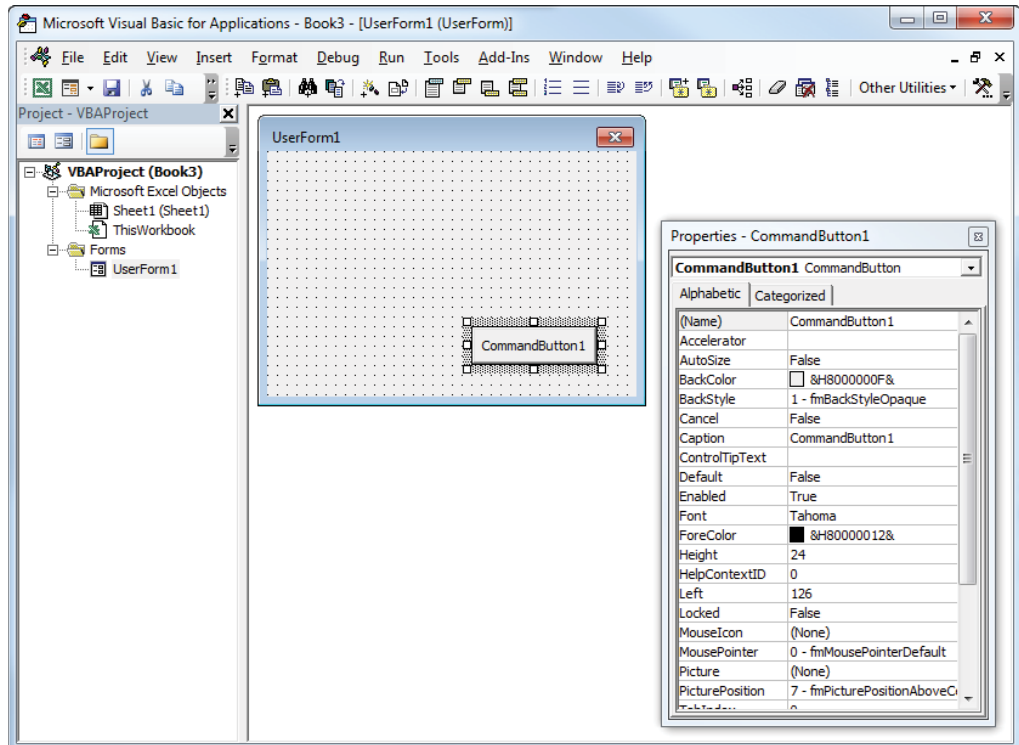 Microsoft Visual Basic for Applications - Book3 - [UserForm1 (UserForm)]
File Edit View Insert Format Debug Run Tools Add-Ins Window Help
Other Utilities
Project - VBAProject
VBAProject (Book3)
Microsoft Excel Objects
Sheet1 (Sheet1)
ThisWorkbook
Forms
UserForm1
UserForm1
CommandButton1
Properties - CommandButton1
CommandButton1 CommandButton
Alphabetic Categorized
(Name) CommandButton1
Accelerator
AutoSize False
BackColor &H8000000F&
BackStyle 1 - fmBackStyleOpaque
Cancel False
Caption CommandButton1
ControlTipText
Default False
Enabled True
Font Tahoma
ForeColor &H80000012&
Height 24
HelpContextID 0
Left 126
Locked False
MouseIcon (None)
MousePointer 0 - fmMousePointerDefault
Picture (None)
PicturePosition 7 - fmPicturePositionAboveC